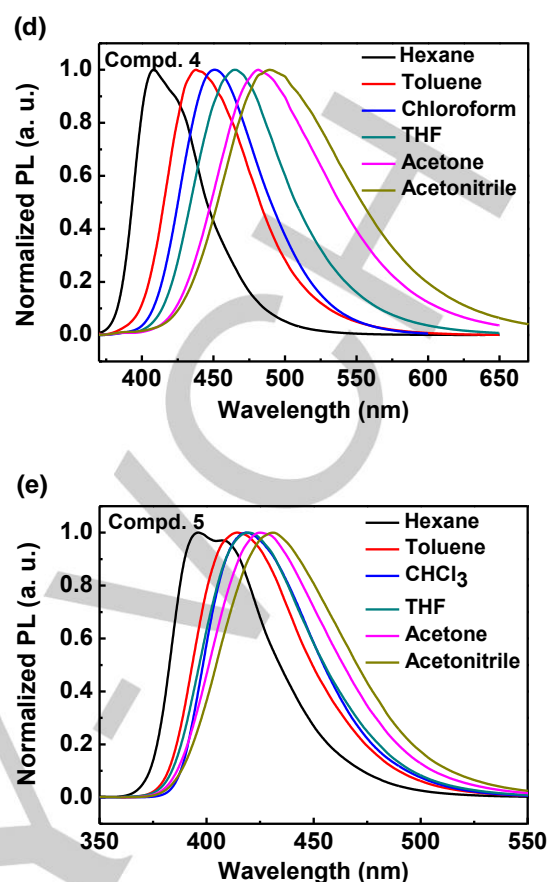 (d)
Compd. 4
Hexane
Toluene
Chloroform
THF
Acetone
Acetonitrile
Normalized PL (a. u.)
1.0
0.8
0.6
0.4
0.2
0.0
400 450 500 550 600 650
Wavelength (nm)
(e)
Compd. 5
Hexane
Toluene
CHCl3
THF
Acetone
Acetonitrile
Normalized PL (a. u.)
1.0
0.8
0.6
0.4
0.2
0.0
350 400 450 500 550
Wavelength (nm)